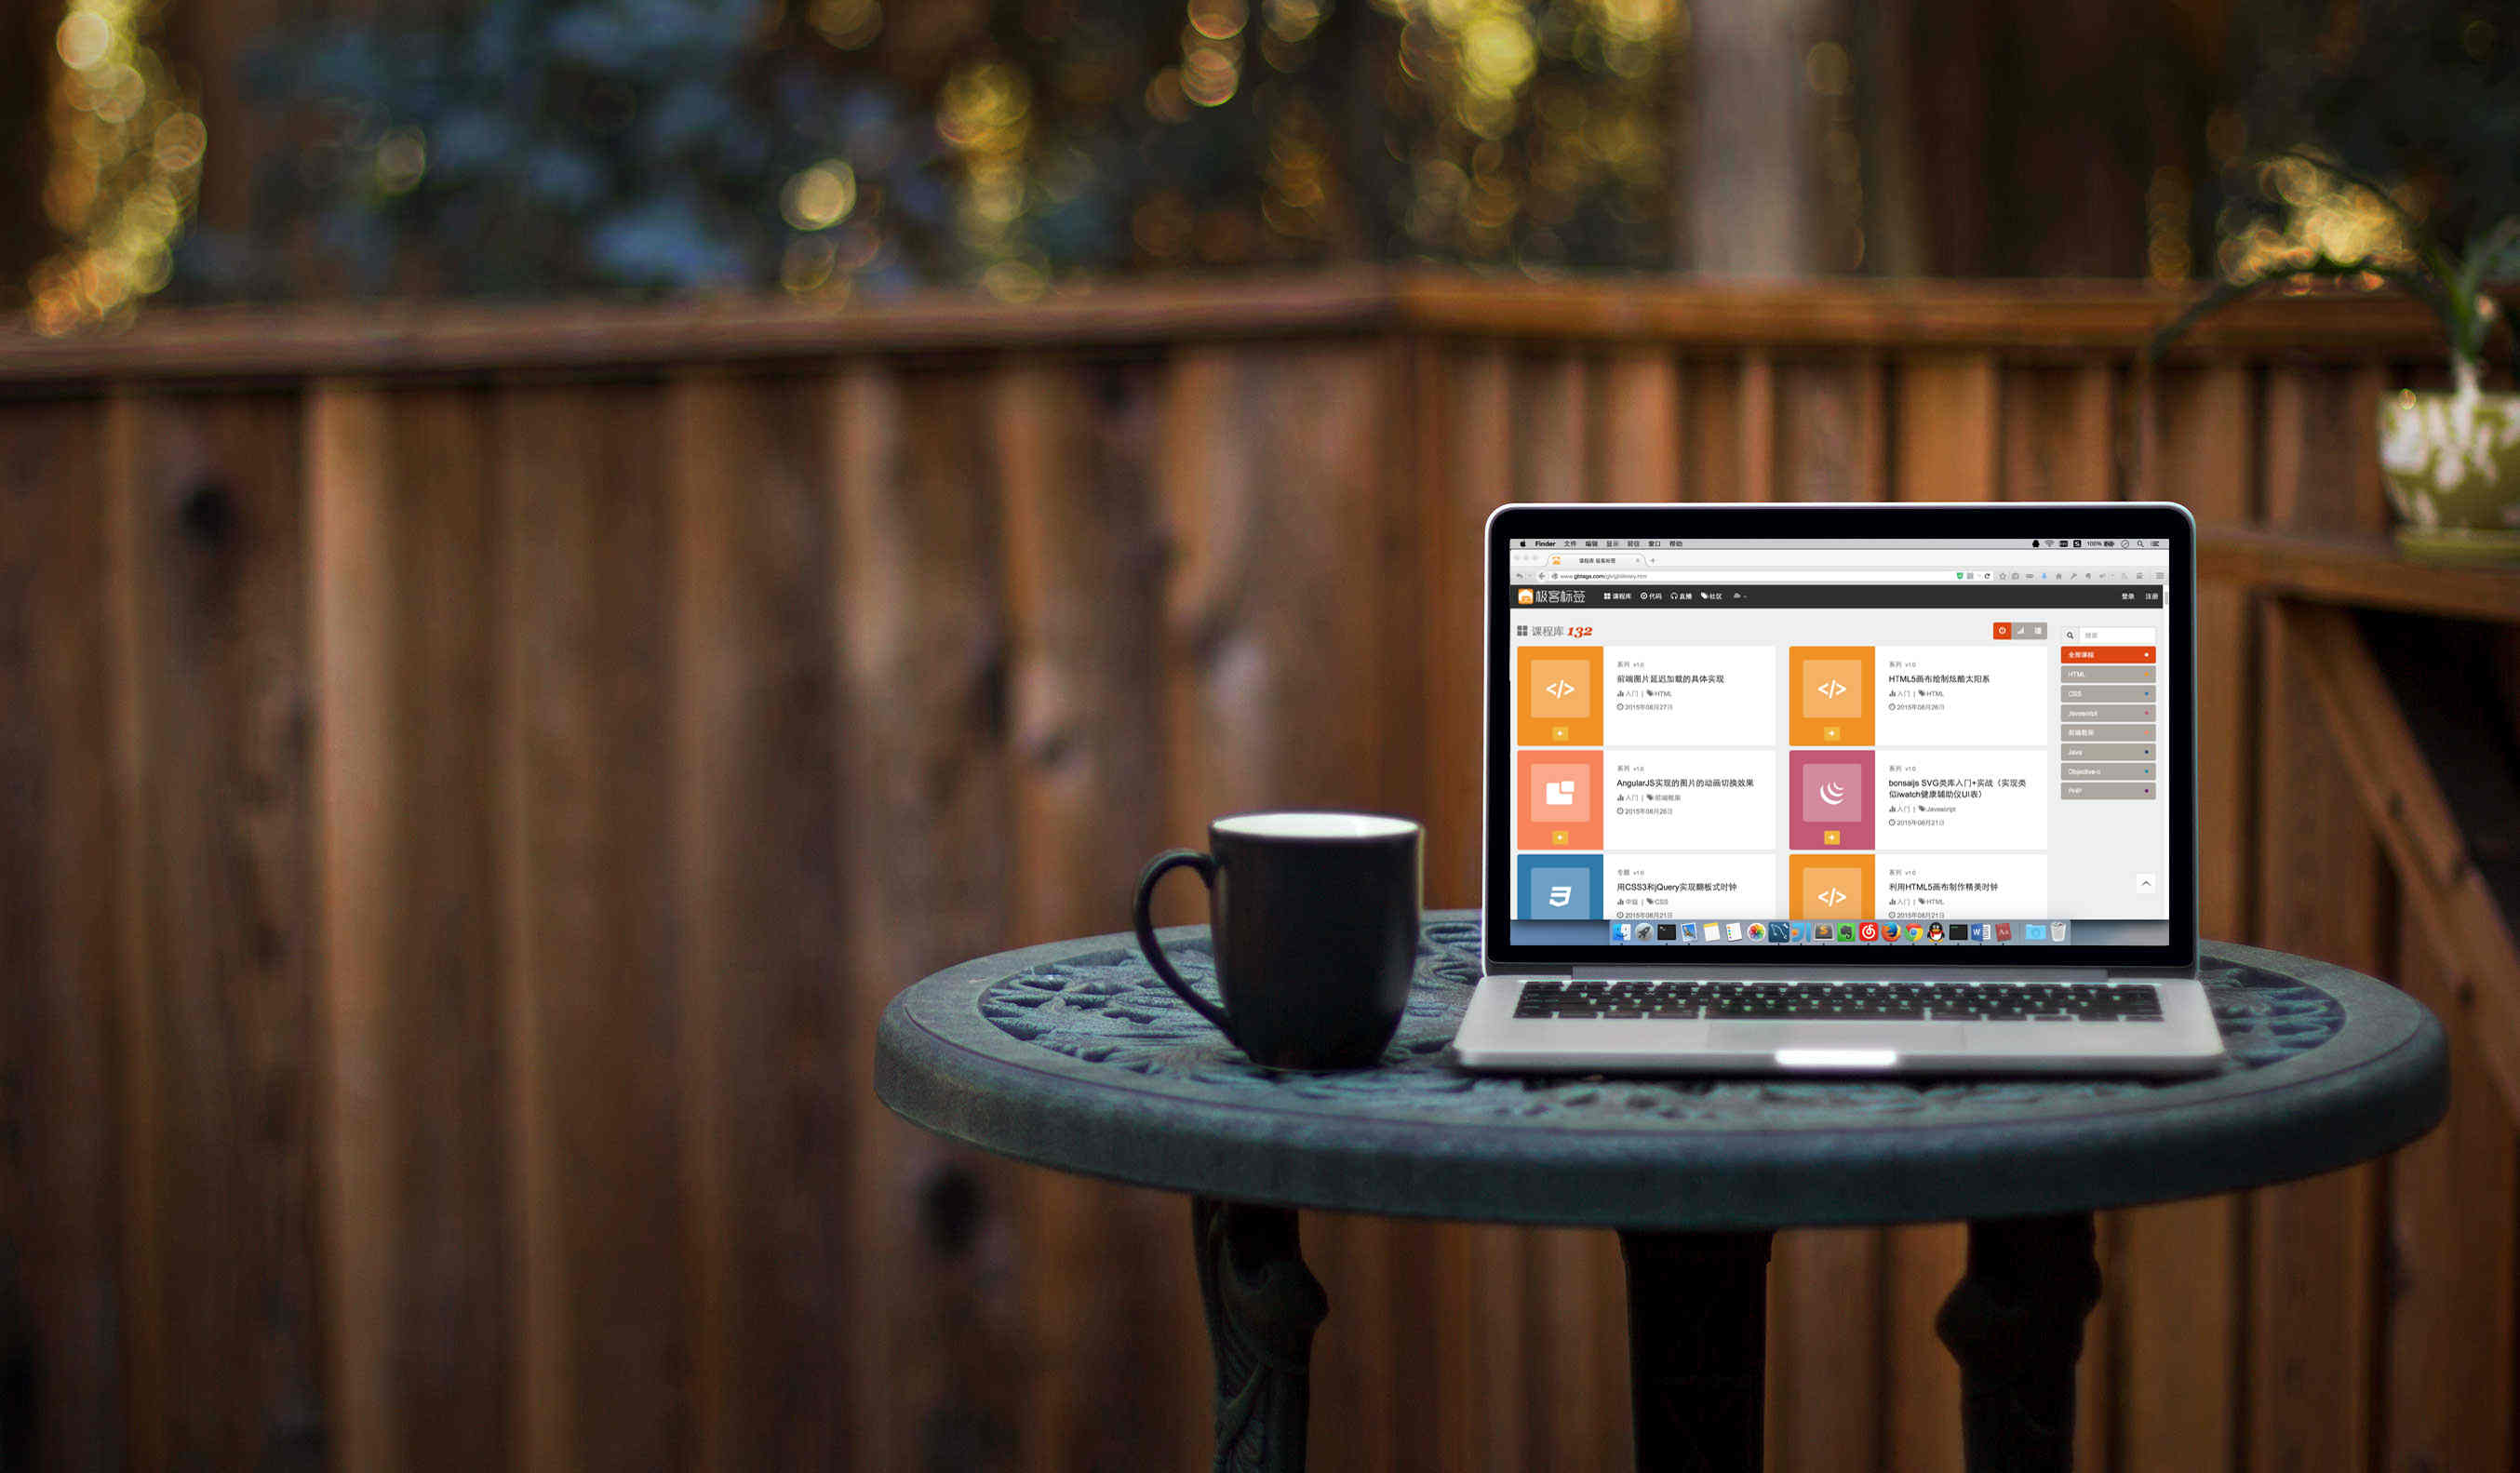 Finder 文件 编辑 显示 前往 窗口 帮助
100%
课程库 极客标签
www.gbtags.com/gb/gblibrary.htm
极客标签 课程库 代码 直播 社区 登录 注册
课程库 132
搜索
系列 v1.0
前端图片延迟加载的具体实现
入门 | HTML
2015年08月27日
系列 v1.0
HTML5画布绘制炫酷太阳系
入门 | HTML
2015年08月26日
系列 v1.0
AngularJS实现的图片的动画切换效果
入门 | 前端框架
2015年08月25日
系列 v1.0
bonsaijs SVG类库入门+实战（实现类
似iwatch健康辅助仪UI表）
入门 | Javascript
2015年08月21日
专题 v1.0
用CSS3和jQuery实现翻板式时钟
中级 | CSS
2015年08月21日
系列 v1.0
利用HTML5画布制作精美时钟
入门 | HTML
2015年08月21日
全部课程
HTML
CSS
Javascript
前端框架
Java
Objective-c
PHP